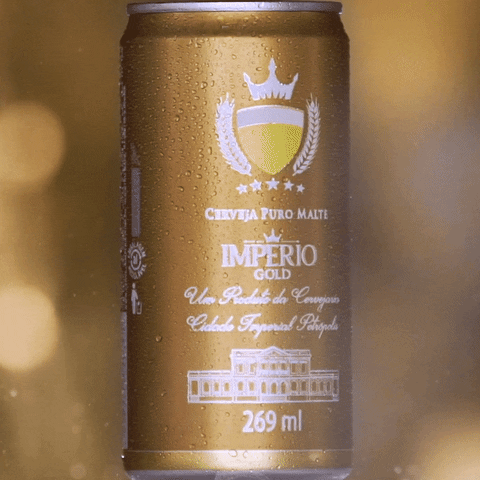 CERVEJA PURO MALTE
IMPÉRIO
GOLD
Um Produto da Cervejaria
Cidade Imperial Petrópolis
269 ml